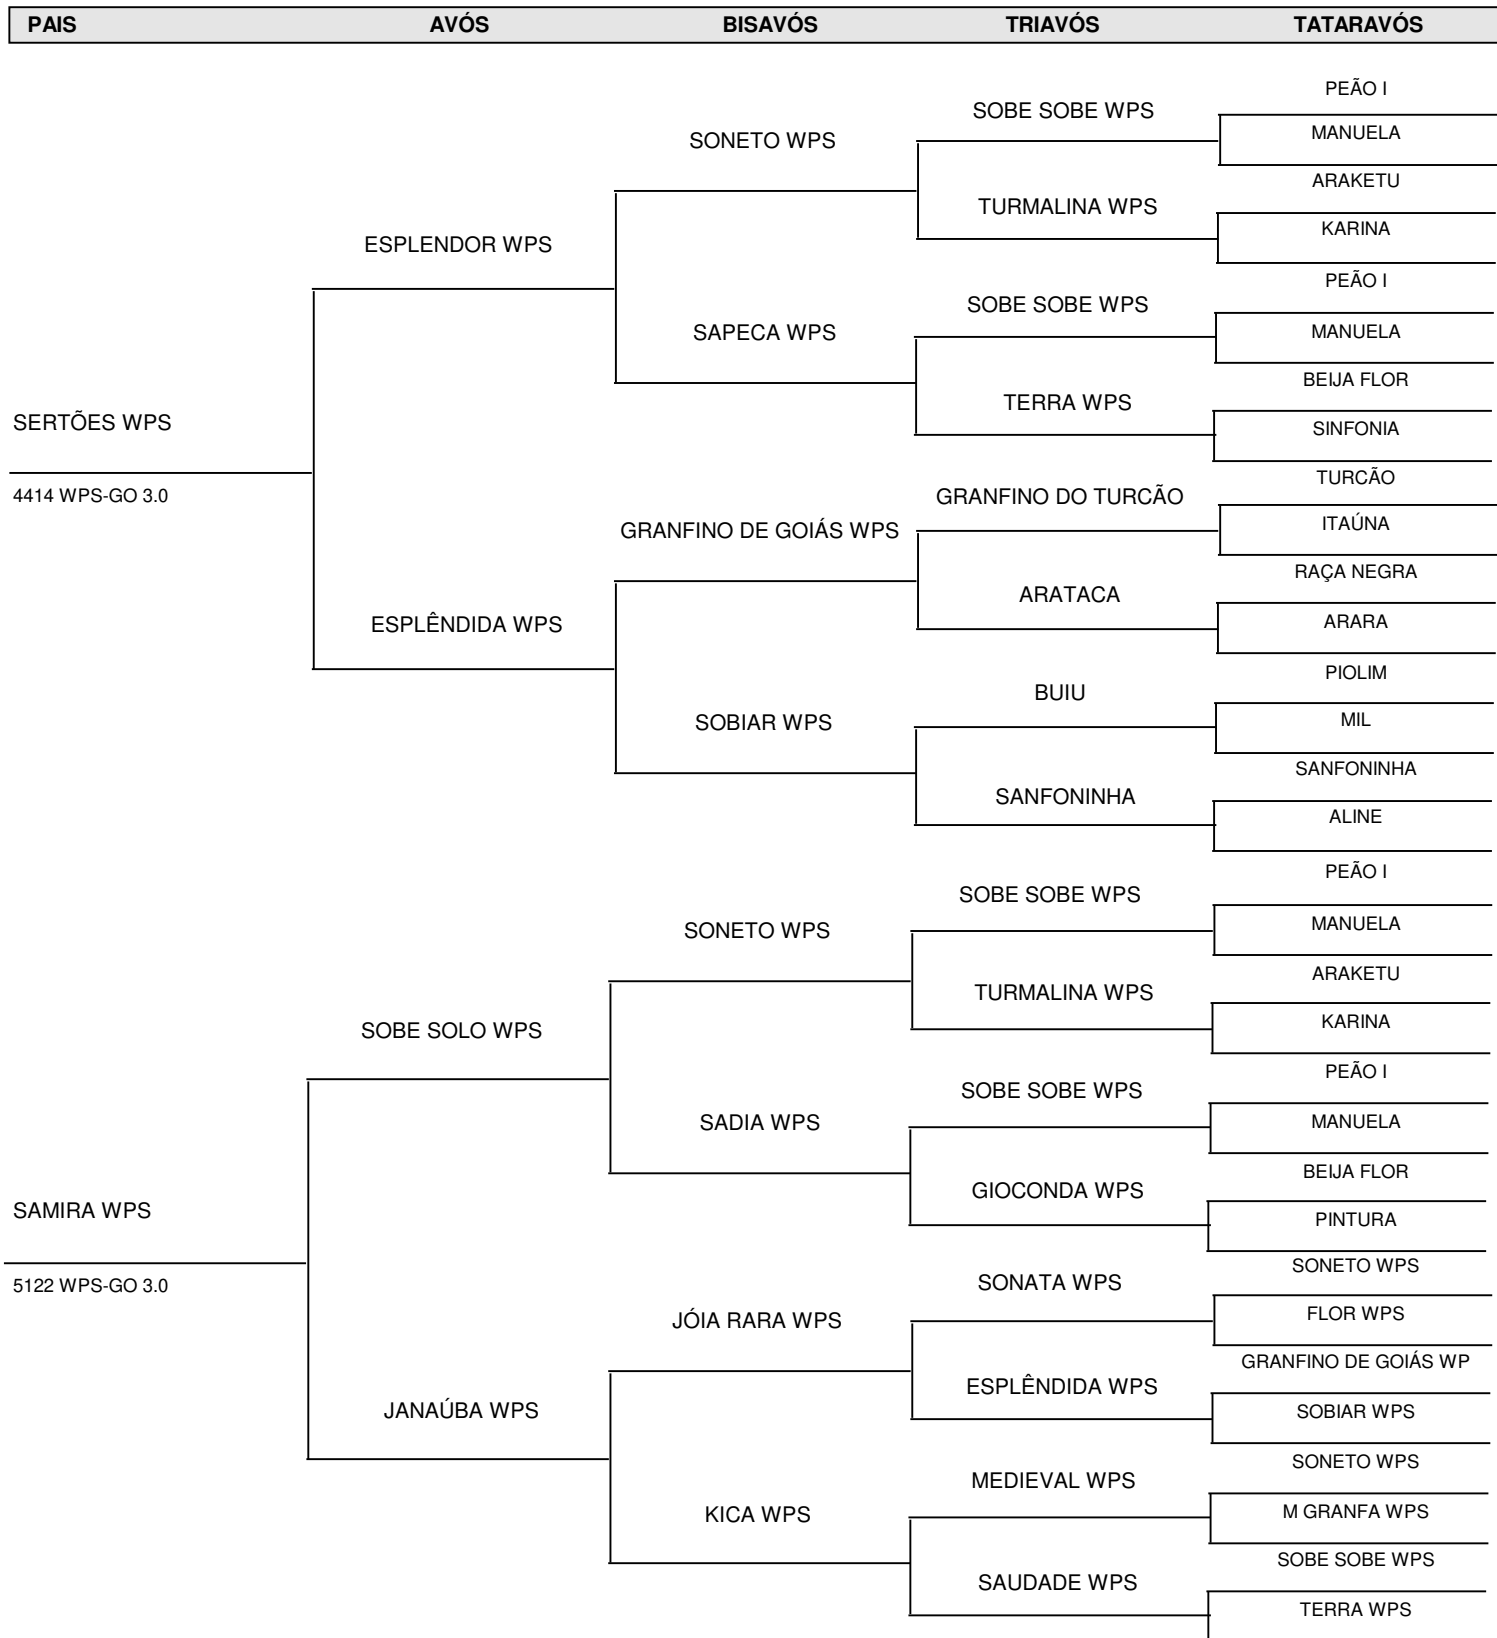 PAIS AVÓS BISAVÓS TRIAVÓS TATARAVÓS
PEÃO I
SOBE SOBE WPS
MANUELA
SONETO WPS
ARAKETU
TURMALINA WPS
KARINA
ESPLENDOR WPS
PEÃO I
SOBE SOBE WPS
MANUELA
SAPECA WPS
BEIJA FLOR
TERRA WPS
SINFONIA
SERTÕES WPS
4414 WPS-GO 3.0
TURCÃO
GRANFINO DO TURCÃO
ITAÚNA
GRANFINO DE GOIÁS WPS
RAÇA NEGRA
ARATACA
ARARA
ESPLÊNDIDA WPS
PIOLIM
BUIU
MIL
SOBIAR WPS
SANFONINHA
SANFONINHA
ALINE
PEÃO I
SOBE SOBE WPS
MANUELA
SONETO WPS
ARAKETU
TURMALINA WPS
KARINA
SOBE SOLO WPS
PEÃO I
SOBE SOBE WPS
MANUELA
SADIA WPS
BEIJA FLOR
GIOCONDA WPS
PINTURA
SAMIRA WPS
5122 WPS-GO 3.0
SONETO WPS
SONATA WPS
FLOR WPS
JÓIA RARA WPS
GRANFINO DE GOIÁS WP
ESPLÊNDIDA WPS
SOBIAR WPS
JANAÚBA WPS
SONETO WPS
MEDIEVAL WPS
M GRANFA WPS
KICA WPS
SOBE SOBE WPS
SAUDADE WPS
TERRA WPS